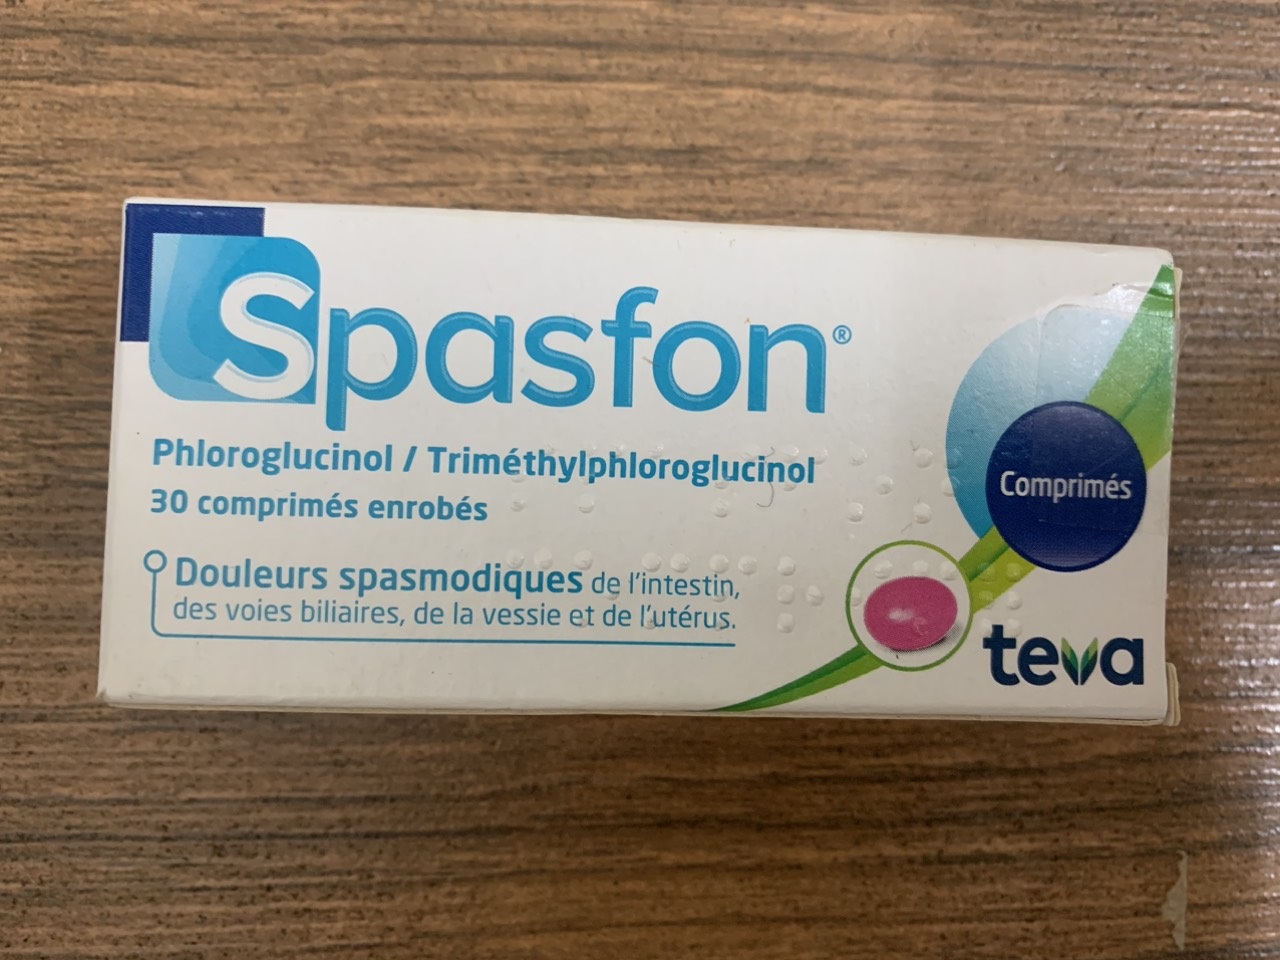 Spasfon®
Phloroglucinol / Triméthylphloroglucinol
30 comprimés enrobés
Douleurs spasmodiques de l'intestin,
des voies biliaires, de la vessie et de l'utérus.
Comprimés
teva